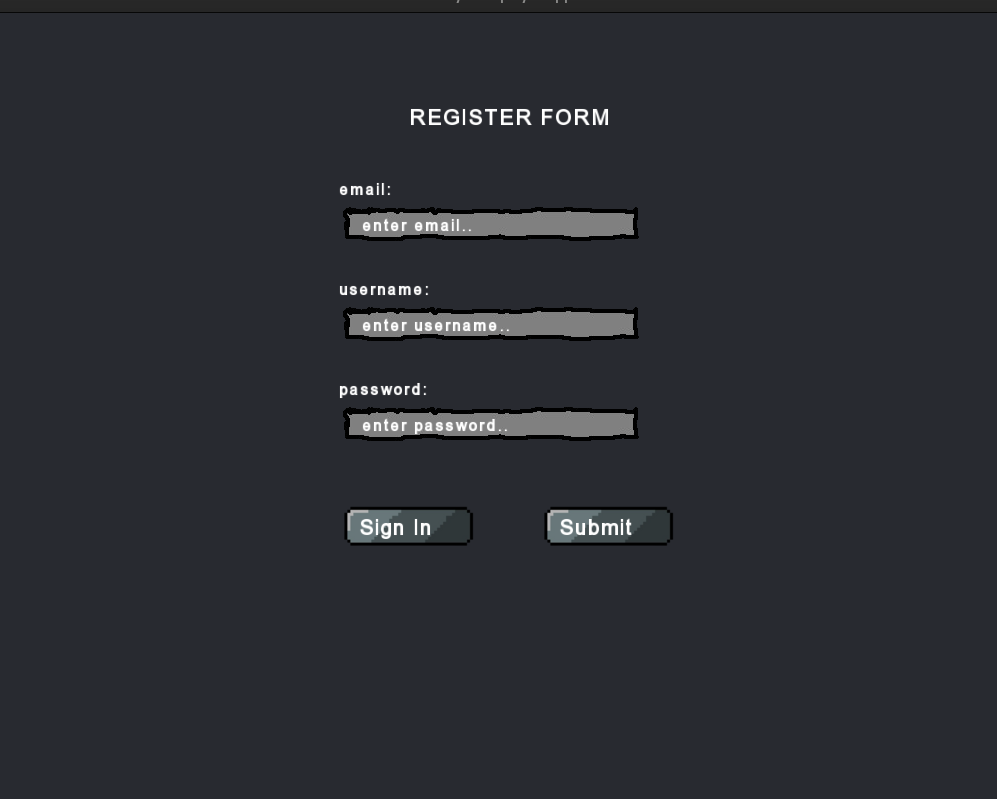 REGISTER FORM
email:
enter email..
username:
enter username..
password:
enter password..
Sign In
Submit